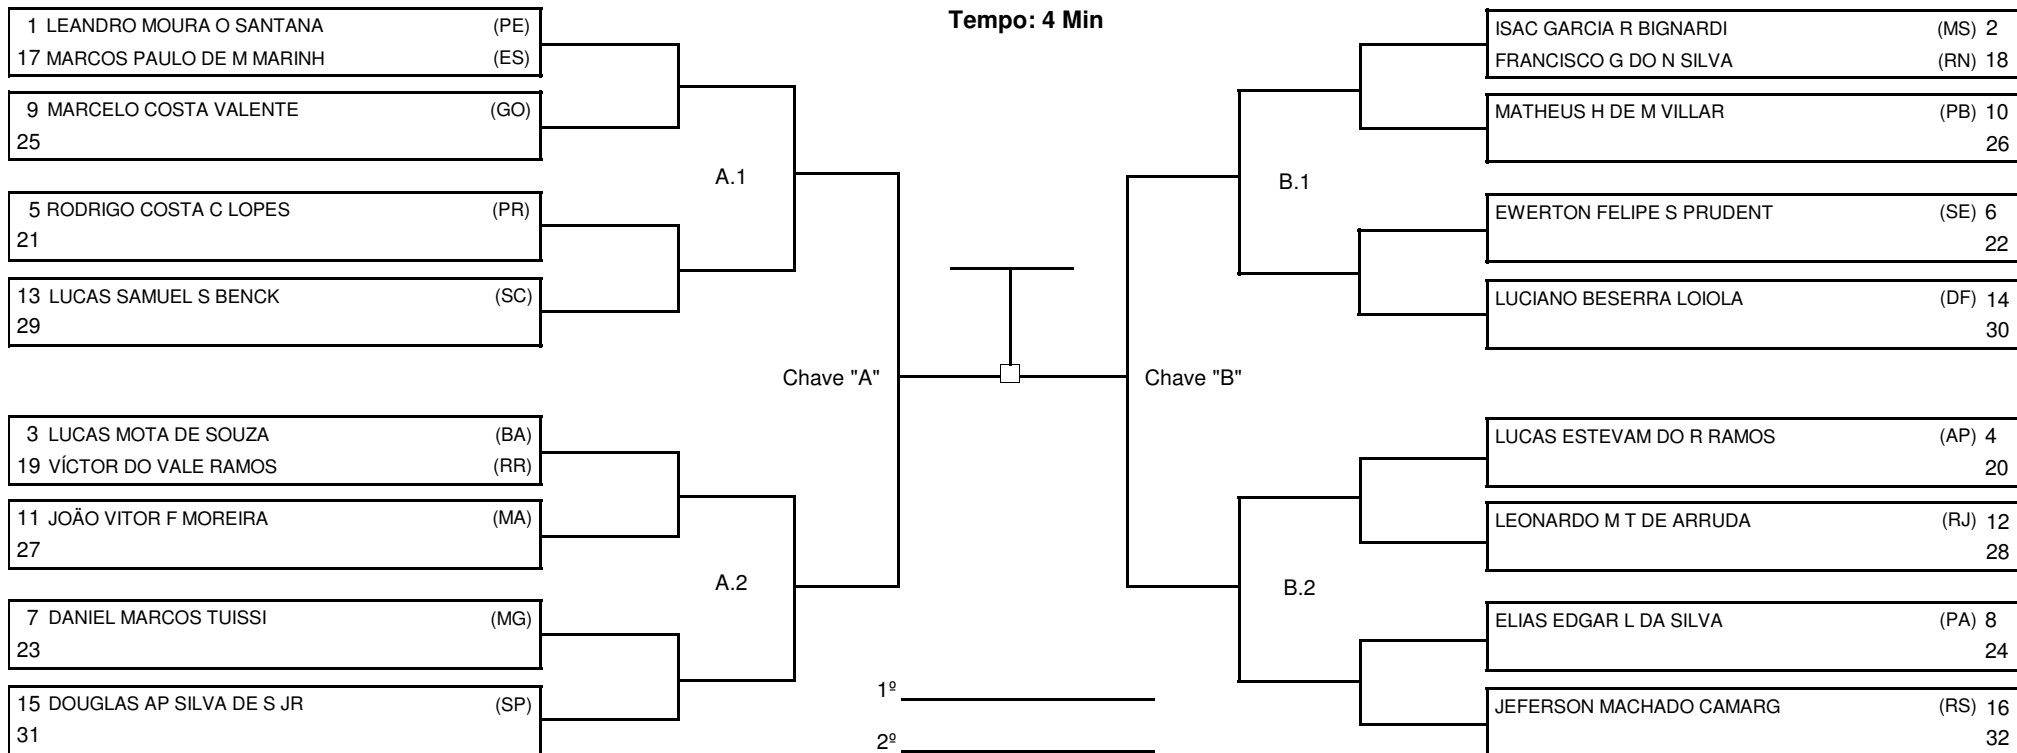 Tempo: 4 Min
1 LEANDRO MOURA O SANTANA (PE)
17 MARCOS PAULO DE M MARINH (ES)
9 MARCELO COSTA VALENTE (GO)
25
A.1
5 RODRIGO COSTA C LOPES (PR)
21
13 LUCAS SAMUEL S BENCK (SC)
29
Chave "A"
3 LUCAS MOTA DE SOUZA (BA)
19 VÍCTOR DO VALE RAMOS (RR)
11 JOÃO VITOR F MOREIRA (MA)
27
A.2
7 DANIEL MARCOS TUISSI (MG)
23
15 DOUGLAS AP SILVA DE S JR (SP)
31
1º
2º
ISAC GARCIA R BIGNARDI (MS) 2
FRANCISCO G DO N SILVA (RN) 18
MATHEUS H DE M VILLAR (PB) 10
26
B.1
EWERTON FELIPE S PRUDENT (SE) 6
22
LUCIANO BESERRA LOIOLA (DF) 14
30
Chave "B"
LUCAS ESTEVAM DO R RAMOS (AP) 4
20
LEONARDO M T DE ARRUDA (RJ) 12
28
B.2
ELIAS EDGAR L DA SILVA (PA) 8
24
JEFERSON MACHADO CAMARG (RS) 16
32